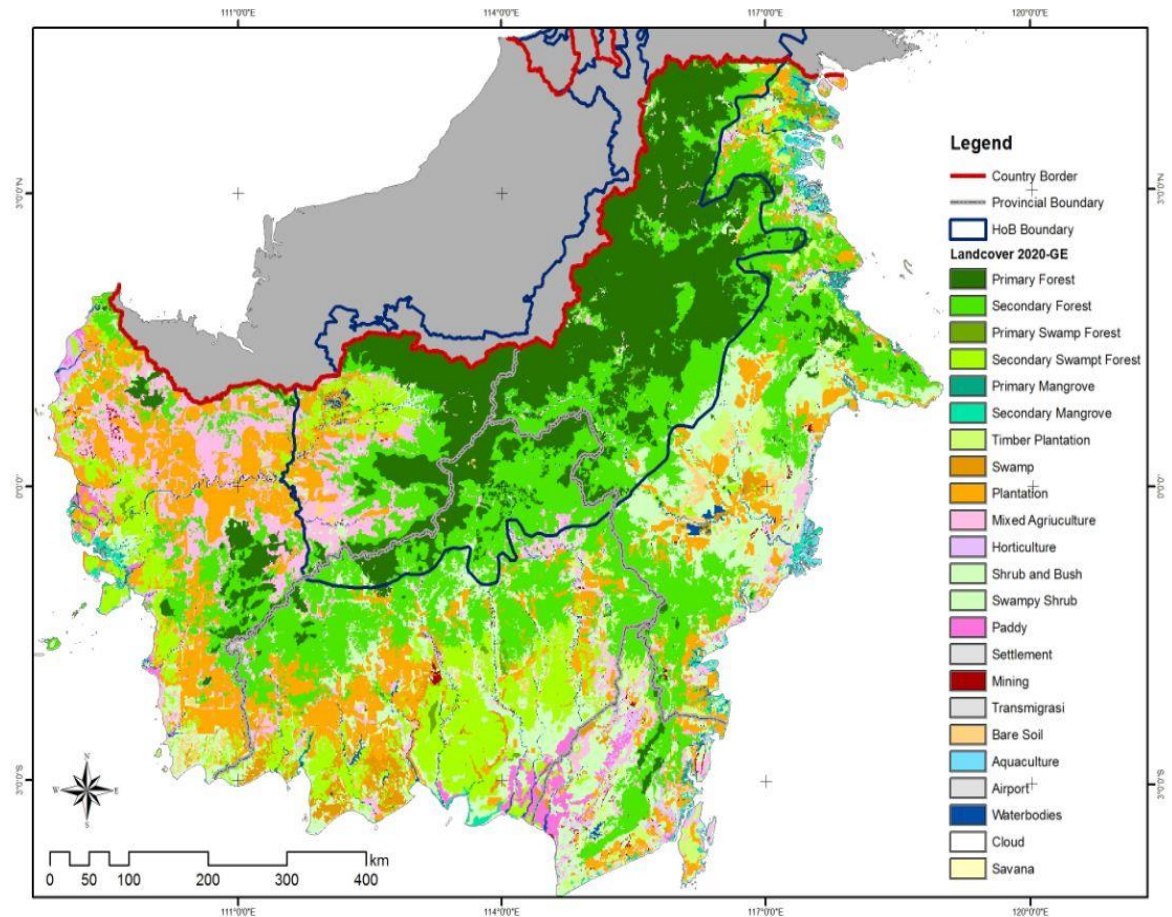 111°0'0"E 114°0'0"E 117°0'0"E 120°0'0"E
3°0'0"N
3°0'0"N
Legend
Country Border
Provincial Boundary
HoB Boundary
Landcover 2020-GE
Primary Forest
Secondary Forest
Primary Swamp Forest
Secondary Swampt Forest
Primary Mangrove
Secondary Mangrove
Timber Plantation
Swamp
Plantation
Mixed Agriuculture
Horticulture
Shrub and Bush
Swampy Shrub
Paddy
Settlement
Mining
Transmigrasi
Bare Soil
Aquaculture
Airport
Waterbodies
Cloud
Savana
0°0'0"
0°0'0"
3°0'0"S
3°0'0"S
N
W E
S
km
0 50 100 200 300 400
111°0'0"E 114°0'0"E 117°0'0"E 120°0'0"E